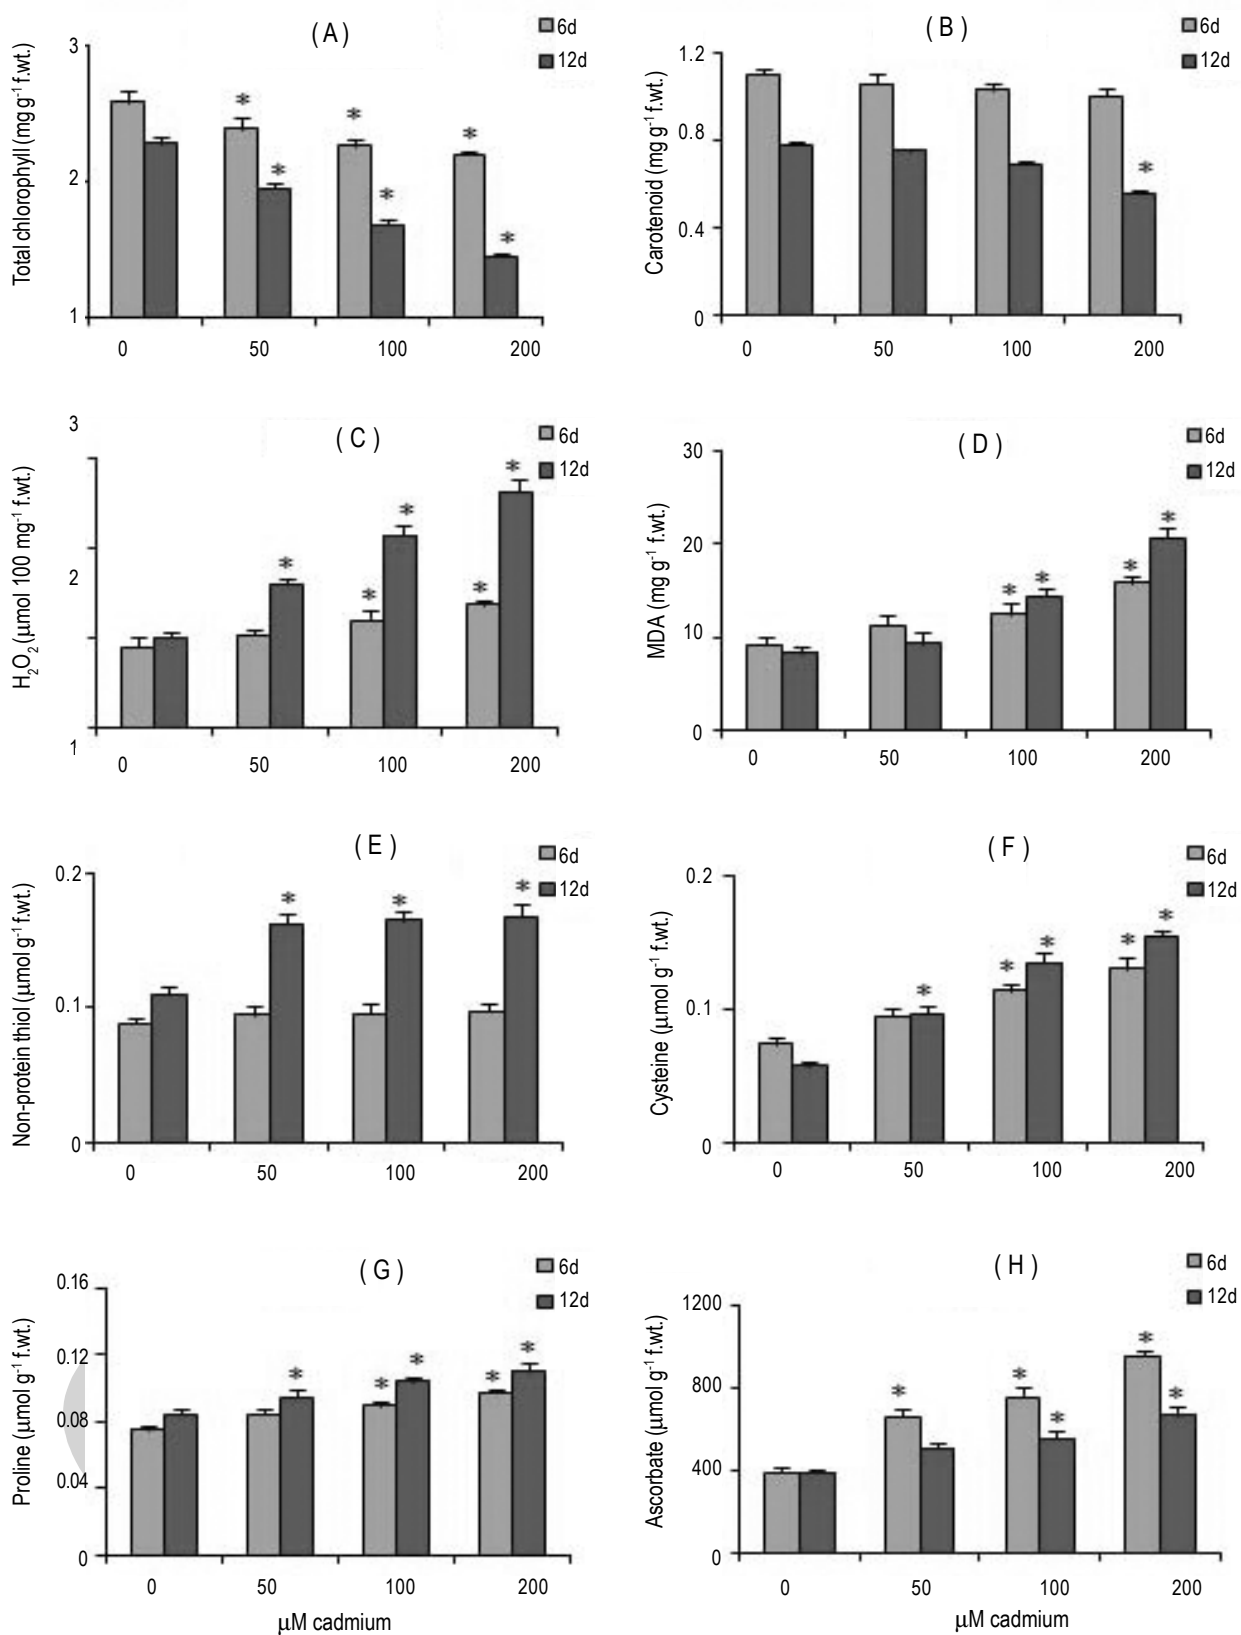 (A)
6d
12d
Total chlorophyll (mg g⁻¹ f.wt.)
3
2
1
* * *
* * *
0 50 100 200
(B)
6d
12d
Carotenoid (mg g⁻¹ f.wt.)
1.2
0.8
0.4
0
*
0 50 100 200
(C)
6d
12d
H₂O₂ (µmol 100 mg⁻¹ f.wt.)
3
2
1
* * * * *
0 50 100 200
(D)
6d
12d
MDA (mg g⁻¹ f.wt.)
30
20
10
0
* * * *
0 50 100 200
(E)
6d
12d
Non-protein thiol (µmol g⁻¹ f.wt.)
0.2
0.1
0
* * *
0 50 100 200
(F)
6d
12d
Cysteine (µmol g⁻¹ f.wt.)
0.2
0.1
0
* * * * *
0 50 100 200
(G)
6d
12d
Proline (µmol g⁻¹ f.wt.)
0.16
0.12
0.08
0.04
0
* * * * *
0 50 100 200
µM cadmium
(H)
6d
12d
Ascorbate (µmol g⁻¹ f.wt.)
1200
800
400
0
* * * * *
0 50 100 200
µM cadmium